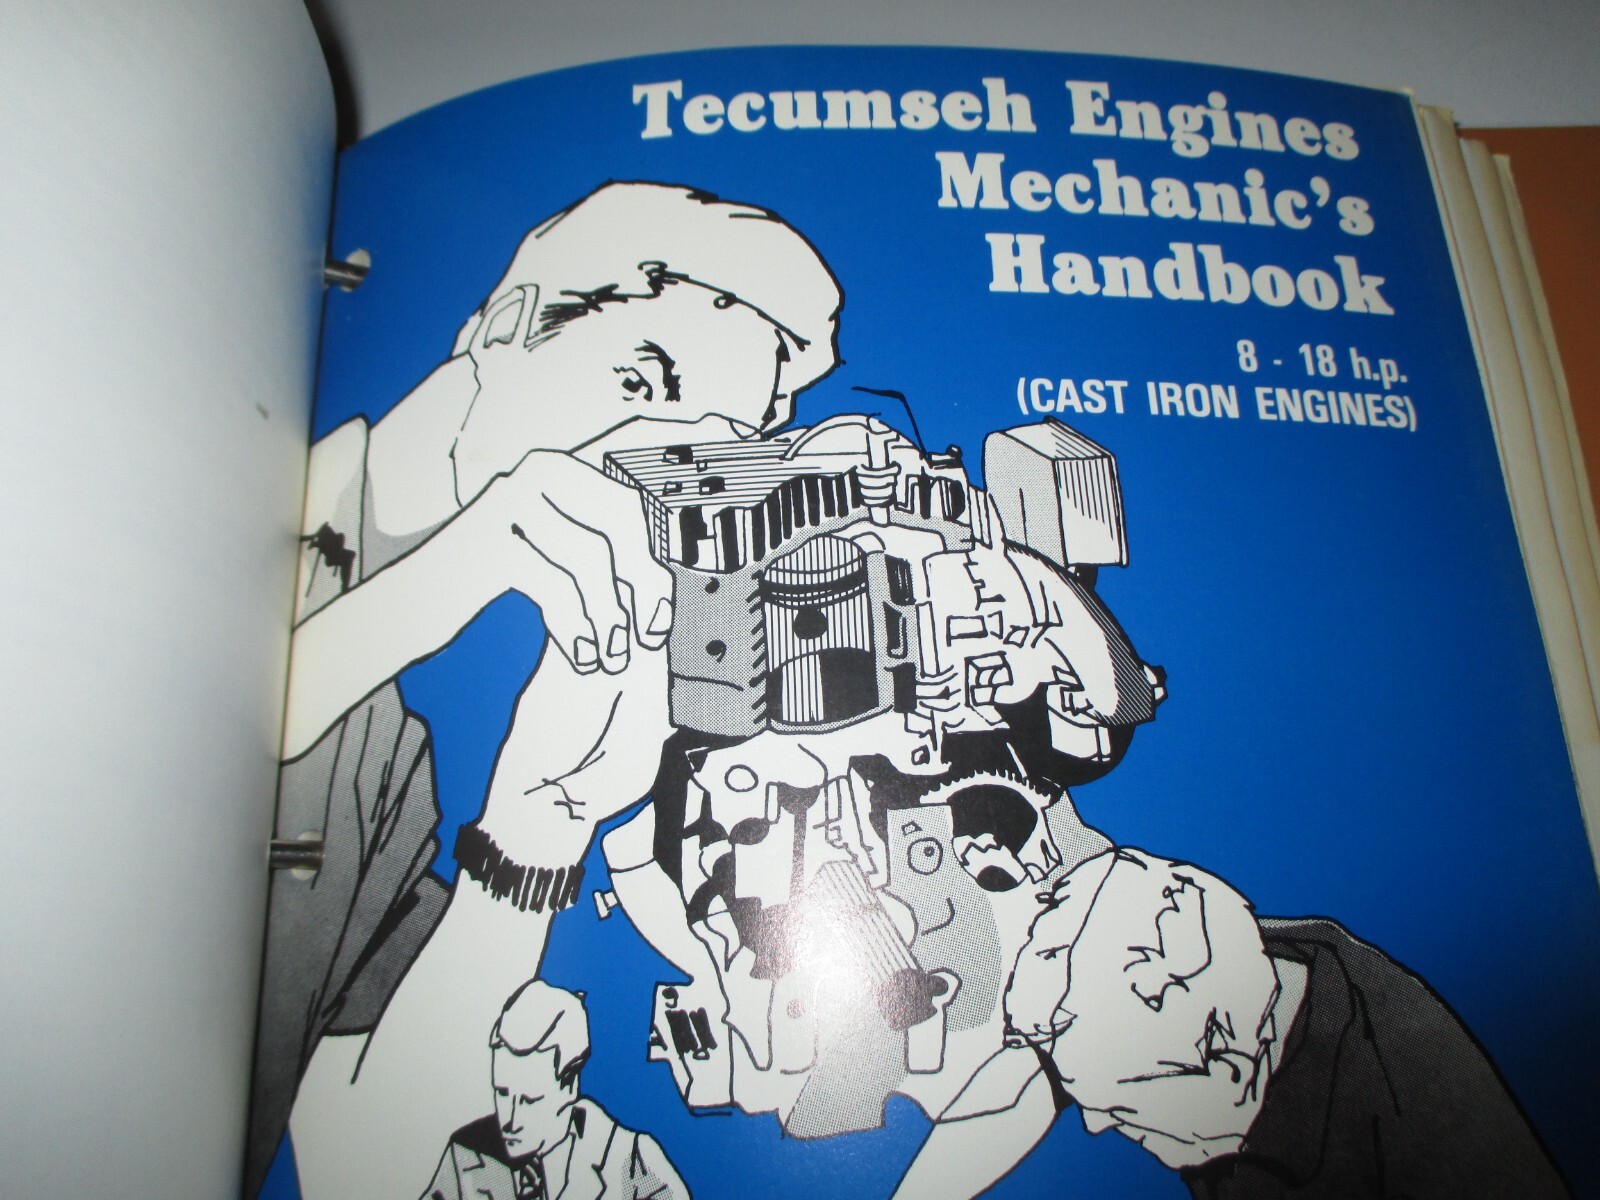 Tecumseh Engines
Mechanic's
Handbook
8 - 18 h.p.
(CAST IRON ENGINES)